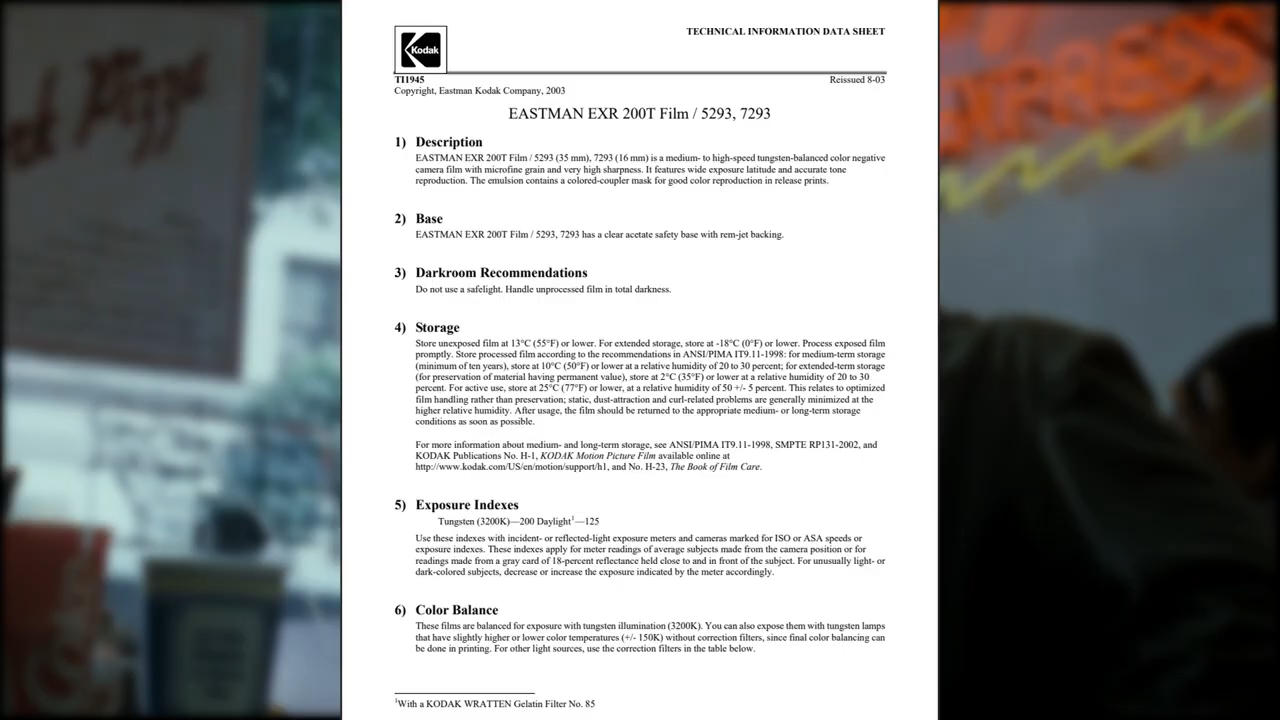 Kodak
TECHNICAL INFORMATION DATA SHEET
TI1945
Reissued 8-03
Copyright, Eastman Kodak Company, 2003
EASTMAN EXR 200T Film / 5293, 7293
1) Description
EASTMAN EXR 200T Film / 5293 (35 mm), 7293 (16 mm) is a medium- to high-speed tungsten-balanced color negative
camera film with microfine grain and very high sharpness. It features wide exposure latitude and accurate tone
reproduction. The emulsion contains a colored-coupler mask for good color reproduction in release prints.
2) Base
EASTMAN EXR 200T Film / 5293, 7293 has a clear acetate safety base with rem-jet backing.
3) Darkroom Recommendations
Do not use a safelight. Handle unprocessed film in total darkness.
4) Storage
Store unexposed film at 13°C (55°F) or lower. For extended storage, store at -18°C (0°F) or lower. Process exposed film
promptly. Store processed film according to the recommendations in ANSI/PIMA IT9.11-1998: for medium-term storage
(minimum of ten years), store at 10°C (50°F) or lower at a relative humidity of 20 to 30 percent; for extended-term storage
(for preservation of material having permanent value), store at 2°C (35°F) or lower at a relative humidity of 20 to 30
percent. For active use, store at 25°C (77°F) or lower, at a relative humidity of 50 +/- 5 percent. This relates to optimized
film handling rather than preservation; static, dust-attraction and curl-related problems are generally minimized at the
higher relative humidity. After usage, the film should be returned to the appropriate medium- or long-term storage
conditions as soon as possible.
For more information about medium- and long-term storage, see ANSI/PIMA IT9.11-1998, SMPTE RP131-2002, and
KODAK Publications No. H-1, KODAK Motion Picture Film available online at
http://www.kodak.com/US/en/motion/support/h1, and No. H-23, The Book of Film Care.
5) Exposure Indexes
Tungsten (3200K)—200 Daylight¹—125
Use these indexes with incident- or reflected-light exposure meters and cameras marked for ISO or ASA speeds or
exposure indexes. These indexes apply for meter readings of average subjects made from the camera position or for
readings made from a gray card of 18-percent reflectance held close to and in front of the subject. For unusually light- or
dark-colored subjects, decrease or increase the exposure indicated by the meter accordingly.
6) Color Balance
These films are balanced for exposure with tungsten illumination (3200K). You can also expose them with tungsten lamps
that have slightly higher or lower color temperatures (+/- 150K) without correction filters, since final color balancing can
be done in printing. For other light sources, use the correction filters in the table below.
¹With a KODAK WRATTEN Gelatin Filter No. 85